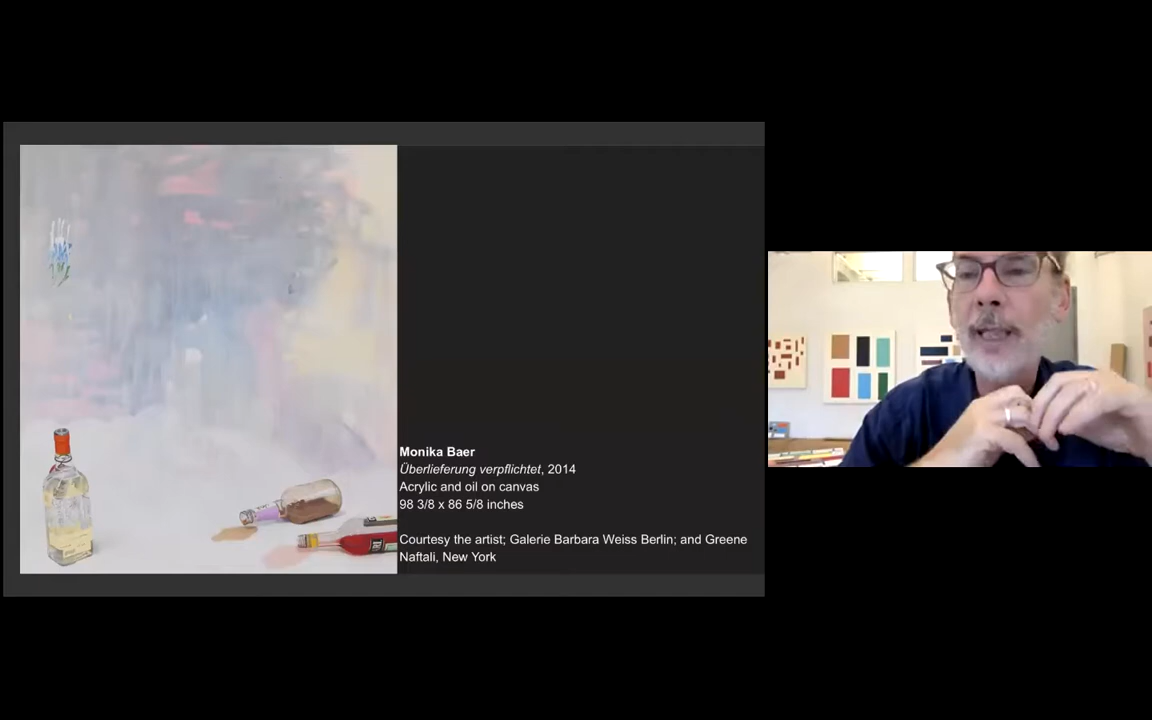 Monika Baer
Überlieferung verpflichtet, 2014
Acrylic and oil on canvas
98 3/8 x 86 5/8 inches
Courtesy the artist; Galerie Barbara Weiss Berlin; and Greene
Naftali, New York